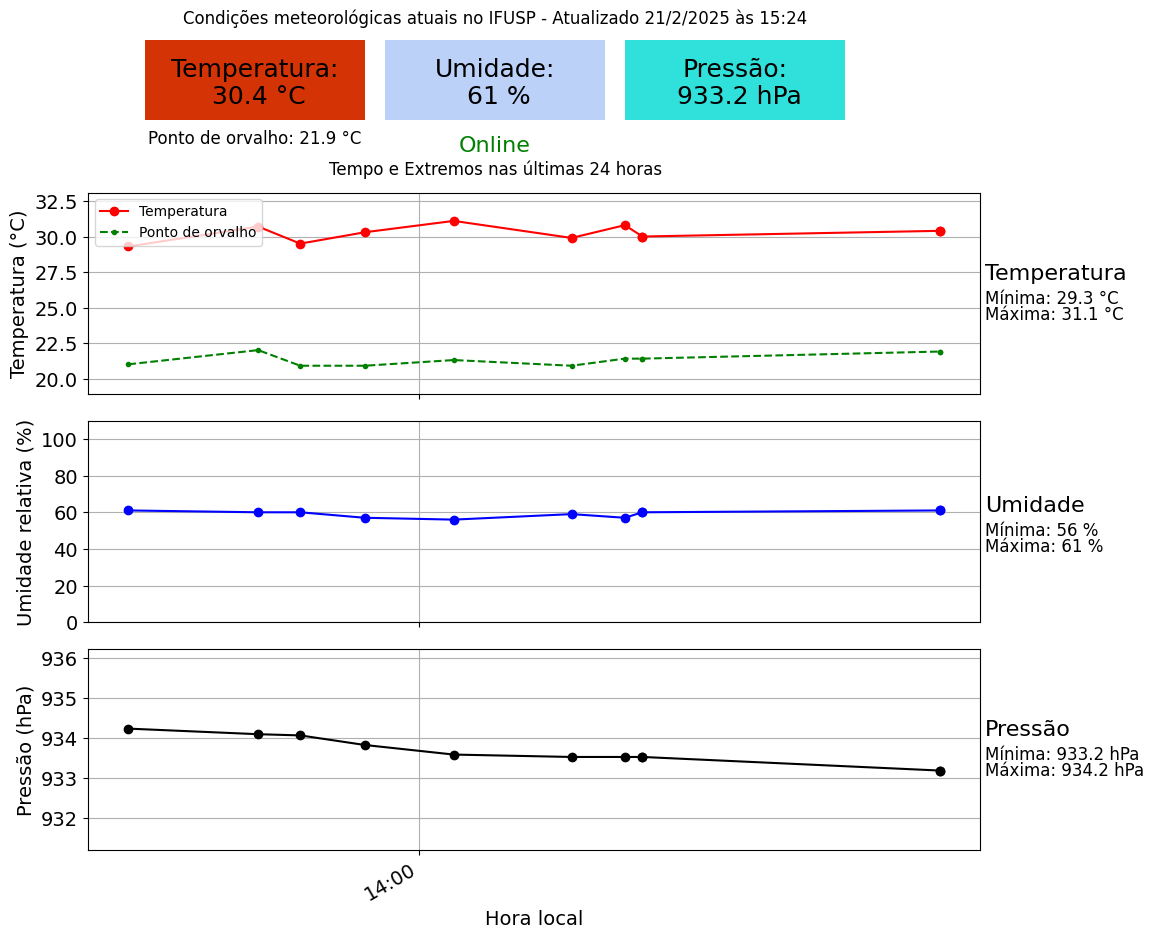 Condições meteorológicas atuais no IFUSP - Atualizado 21/2/2025 às 15:24
Temperatura:
30.4 °C
Umidade:
61 %
Pressão:
933.2 hPa
Ponto de orvalho: 21.9 °C
Online
Tempo e Extremos nas últimas 24 horas
Temperatura (°C)
32.5
30.0
27.5
25.0
22.5
20.0
Temperatura
Ponto de orvalho
Temperatura
Mínima: 29.3 °C
Máxima: 31.1 °C
Umidade relativa (%)
100
80
60
40
20
0
Umidade
Mínima: 56 %
Máxima: 61 %
Pressão (hPa)
936
935
934
933
932
Pressão
Mínima: 933.2 hPa
Máxima: 934.2 hPa
14:00
Hora local